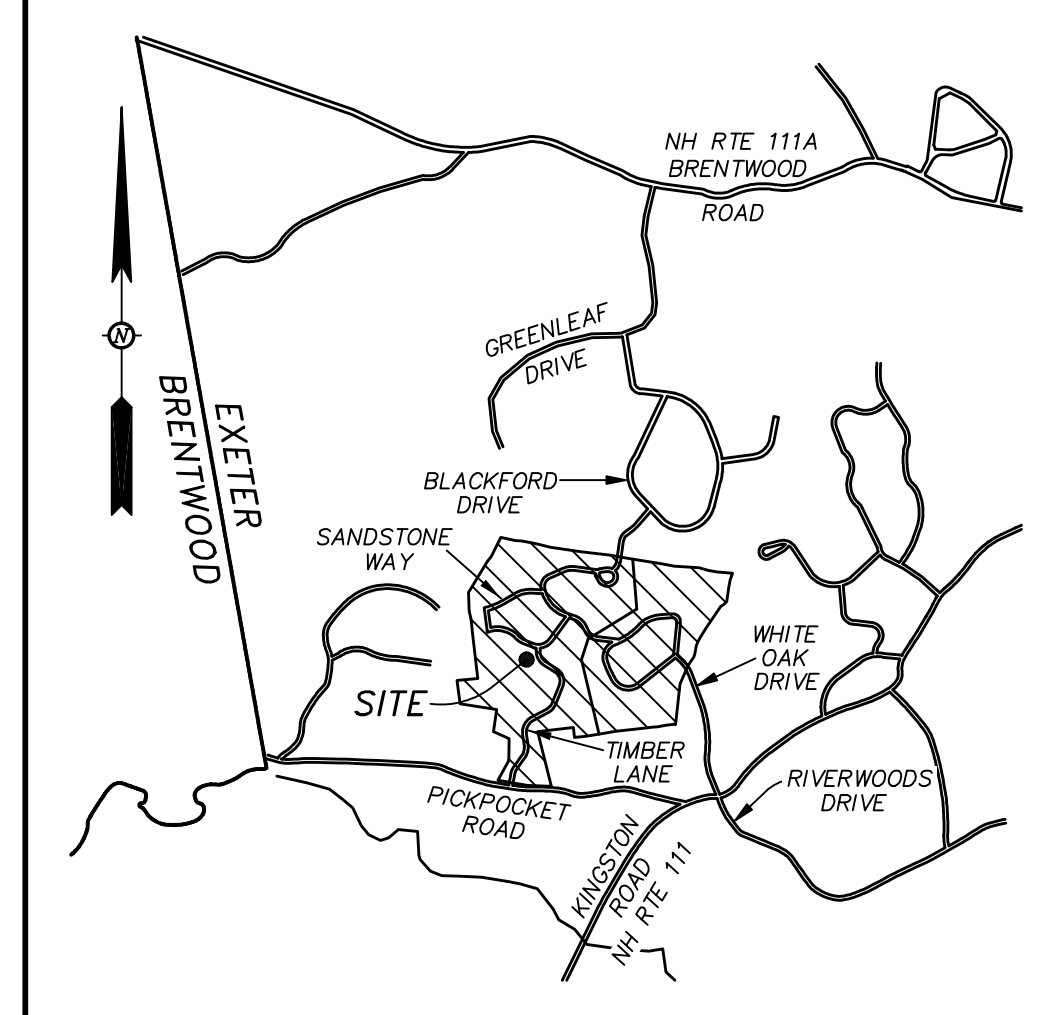 NH RTE 111A
BRENTWOOD
ROAD
N
GREENLEAF
DRIVE
EXETER
BRENTWOOD
BLACKFORD
DRIVE
SANDSTONE
WAY
WHITE
OAK
DRIVE
SITE
TIMBER
LANE
RIVERWOODS
DRIVE
PICKPOCKET
ROAD
KINGSTON
ROAD
NH RTE 111